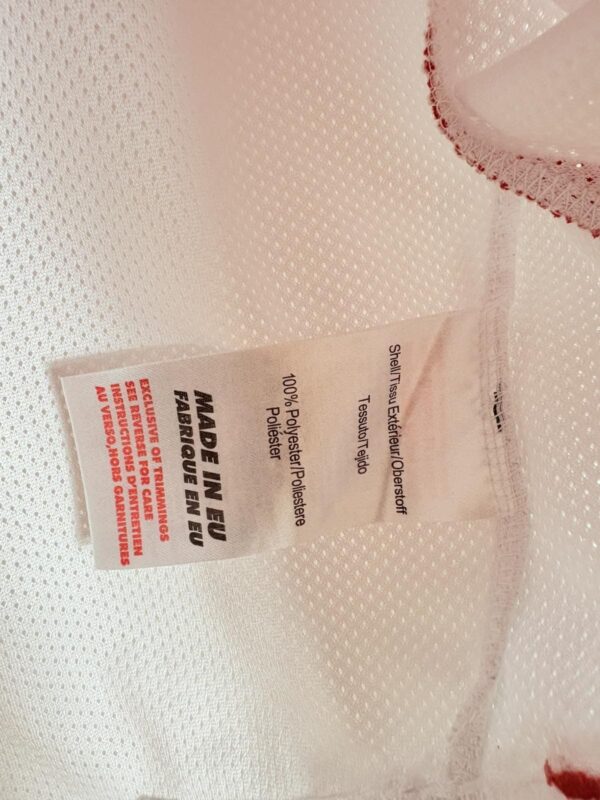 Shell/Tissu Extérieur/Oberstoff
Tessuto/Tejido
100% Polyester/Poliestere
Poliéster
MADE IN EU
FABRIQUE EN EU
EXCLUSIVE OF TRIMMINGS
SEE REVERSE FOR CARE
INSTRUCTIONS D'ENTRETIEN
AU VERSO,HORS GARNITURES